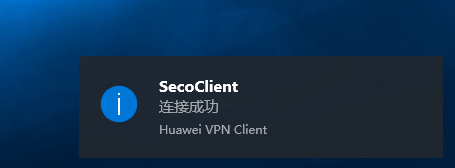 SecoClient
连接成功
Huawei VPN Client